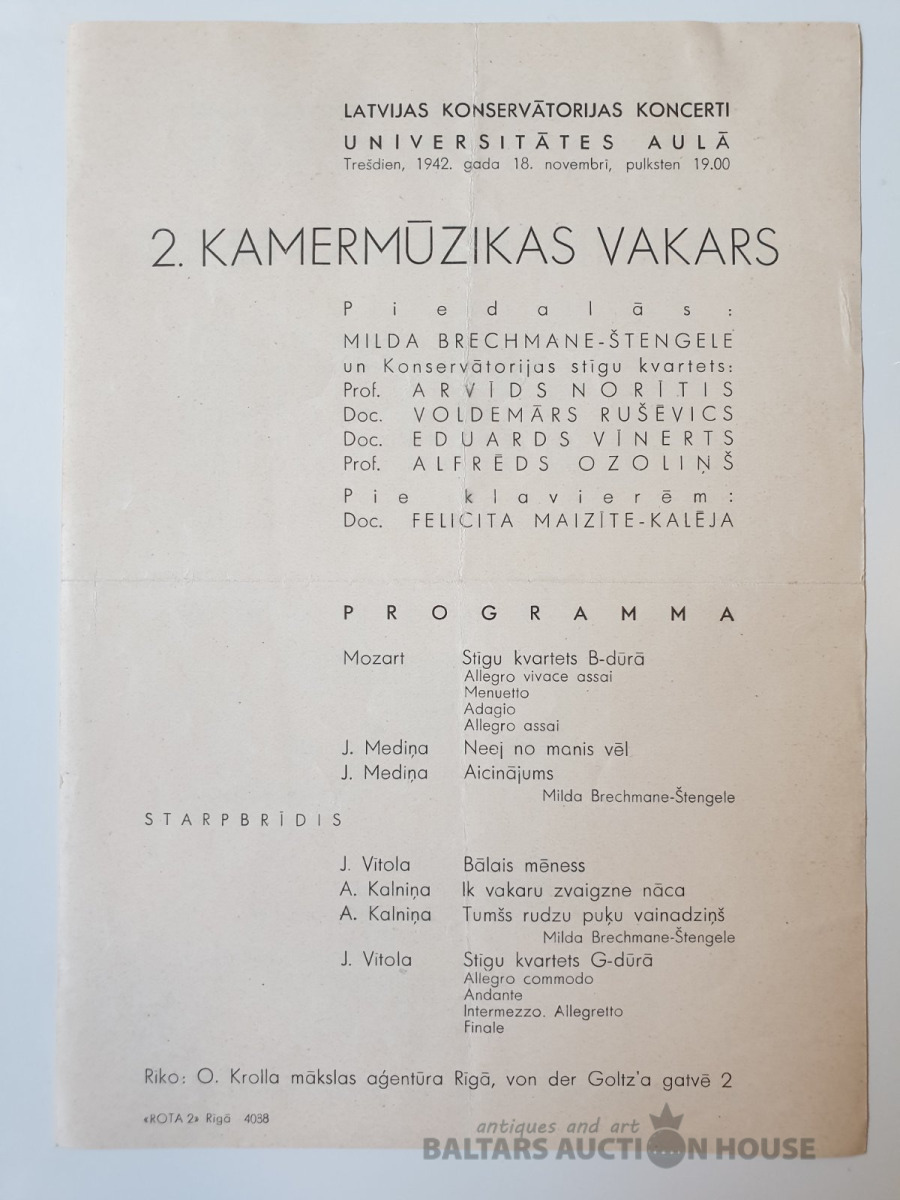 LATVIJAS KONSERVĀTORIJAS KONCERTI
UNIVERSITĀTES AULĀ
Trešdien, 1942. gada 18. novembrī, pulksten 19.00
2. KAMERMŪZIKAS VAKARS
Piedalās:
MILDA BRECHMANE-ŠTENGELE
un Konservātorijas stīgu kvartets:
Prof. ARVĪDS NORĪTIS
Doc. VOLDEMĀRS RUŠĒVICS
Doc. EDUARDS VĪNERTS
Prof. ALFRĒDS OZOLIŅŠ
Pie klavierēm:
Doc. FELICITA MAIZĪTE-KALĒJA
PROGRAMMA
Mozart Stīgu kvartets B-dūrā
Allegro vivace assai
Menuetto
Adagio
Allegro assai
J. Mediņa Neej no manis vēl
J. Mediņa Aicinājums
Milda Brechmane-Štengele
STARPBRĪDIS
J. Vītola Bālais mēness
A. Kalniņa Ik vakaru zvaigzne nāca
A. Kalniņa Tumšs rudzu puķu vainadziņš
Milda Brechmane-Štengele
J. Vītola Stīgu kvartets G-dūrā
Allegro commodo
Andante
Intermezzo. Allegretto
Finale
Rīko: O. Krolla mākslas aģentūra Rīgā, von der Goltz'a gatvē 2
«ROTA 2» Rīgā 4038
antiques and art
BALTARS AUCTION HOUSE